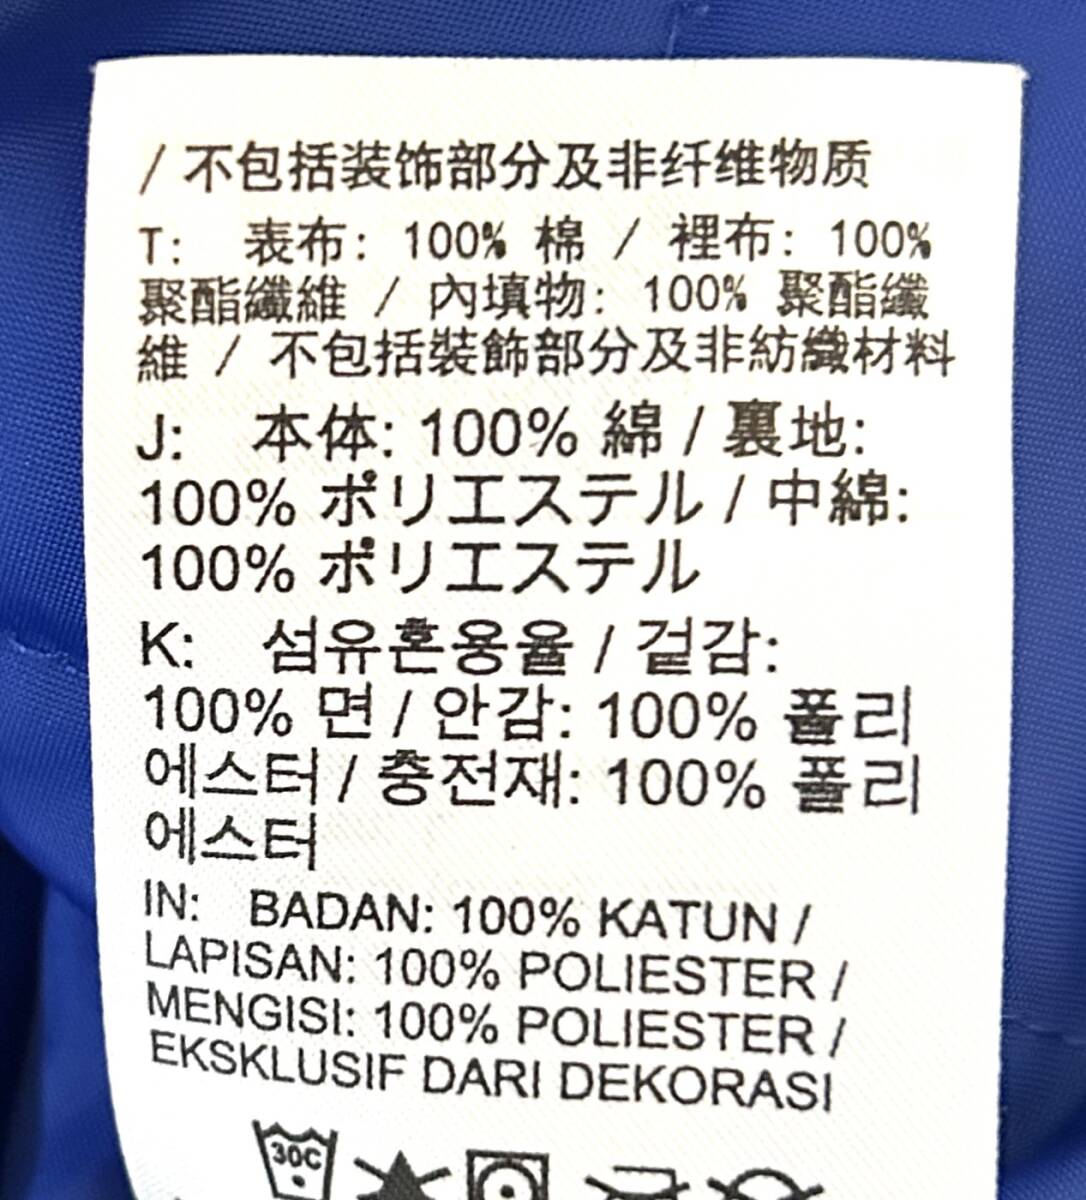 / 不包括装饰部分及非纤维物质
T: 表布: 100% 棉 / 裡布: 100%
聚酯纖維 / 內填物: 100% 聚酯纖
維 / 不包括裝飾部分及非紡織材料
J: 本体: 100% 綿 / 裏地:
100% ポリエステル / 中綿:
100% ポリエステル
K: 섬유혼용율 / 겉감:
100% 면 / 안감: 100% 폴리
에스터 / 충전재: 100% 폴리
에스터
IN: BADAN: 100% KATUN /
LAPISAN: 100% POLIESTER /
MENGISI: 100% POLIESTER /
EKSKLUSIF DARI DEKORASI
30C